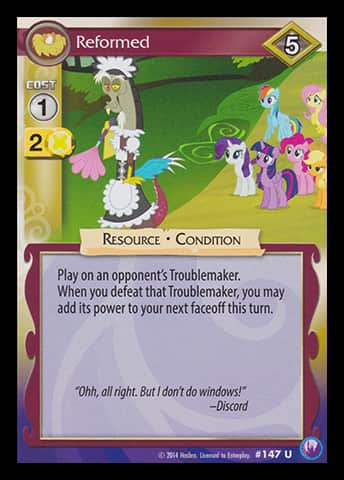 Reformed
5
COST
1
2
RESOURCE • CONDITION
Play on an opponent's Troublemaker.
When you defeat that Troublemaker, you may
add its power to your next faceoff this turn.
"Ohh, all right. But I don't do windows!"
–Discord
© 2014 Hasbro. Licensed to Enterplay. #147 U